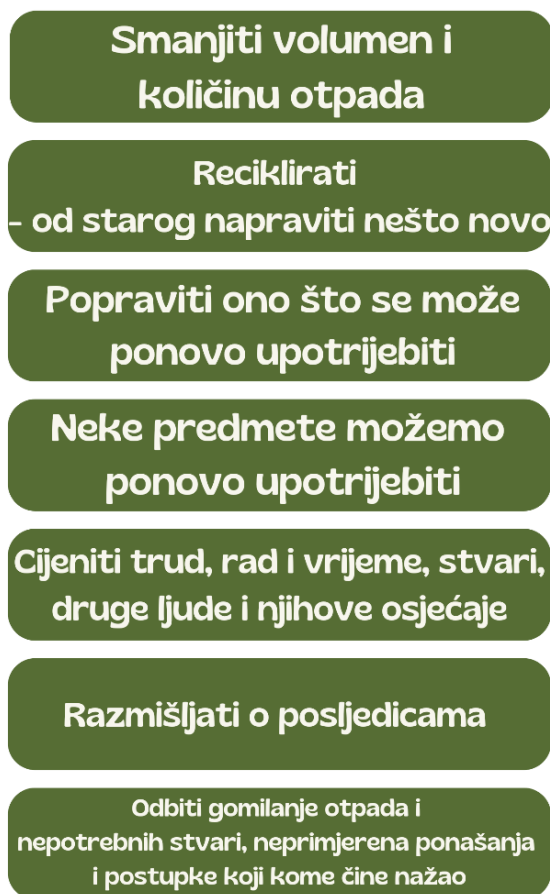 Smanjiti volumen i
količinu otpada
Reciklirati
- od starog napraviti nešto novo
Popraviti ono što se može
ponovo upotrijebiti
Neke predmete možemo
ponovo upotrijebiti
Cijeniti trud, rad i vrijeme, stvari,
druge ljude i njihove osjećaje
Razmišljati o posljedicama
Odbiti gomilanje otpada i
nepotrebnih stvari, neprimjerena ponašanja
i postupke koji kome čine nažao